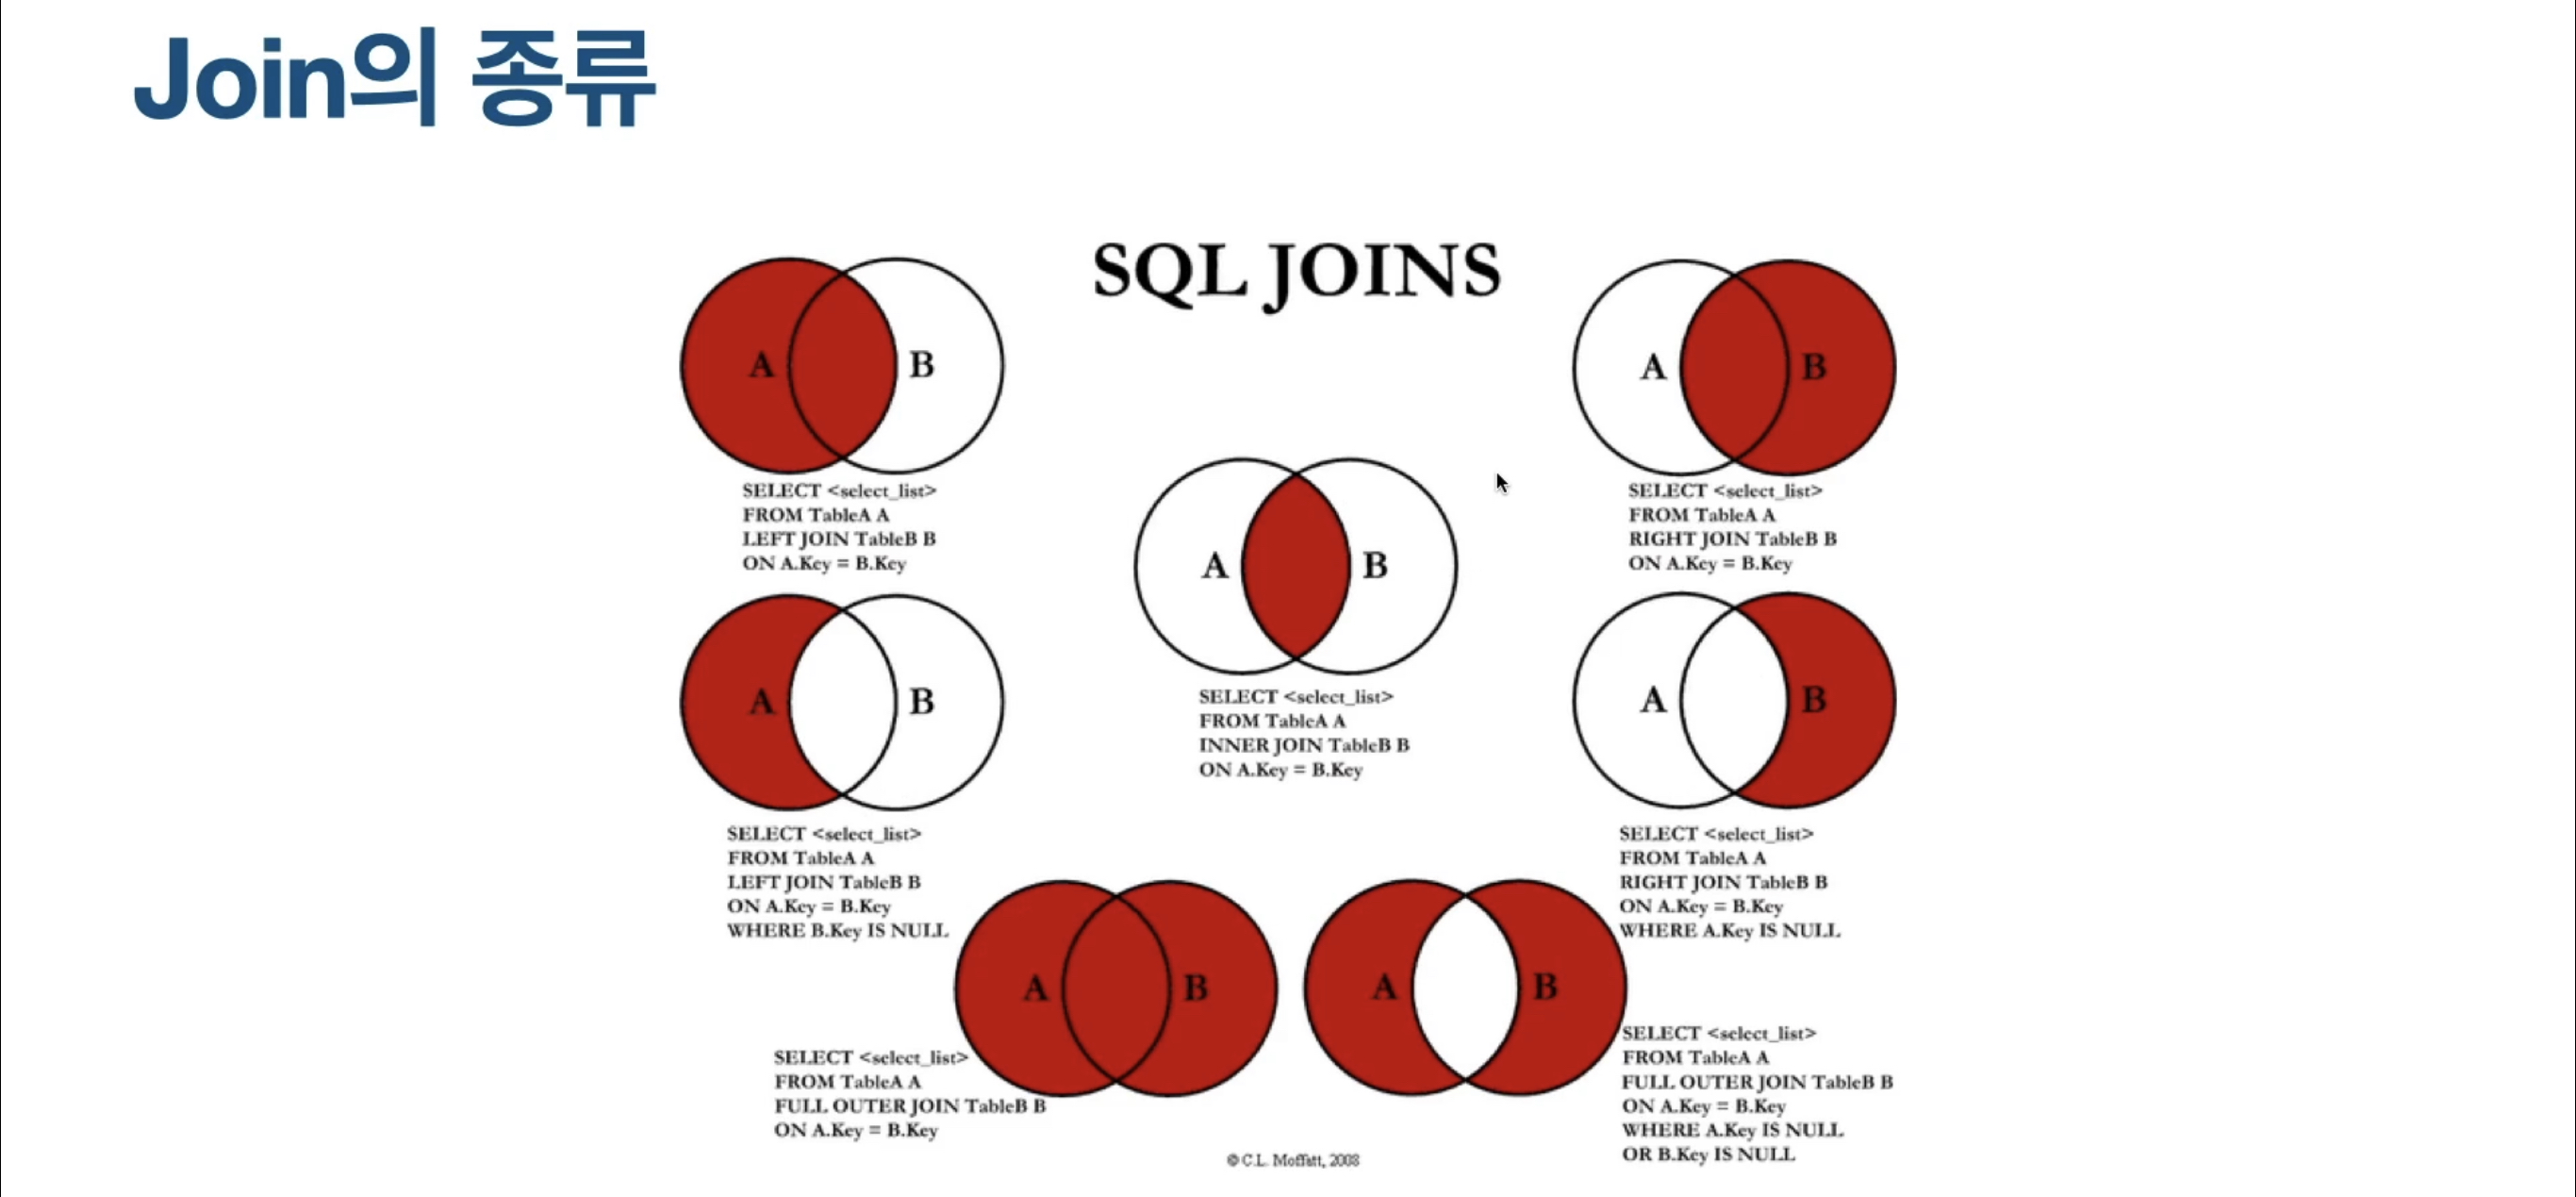 Join의 종류
SQL JOINS
A B
SELECT <select_list>
FROM TableA A
LEFT JOIN TableB B
ON A.Key = B.Key
A B
SELECT <select_list>
FROM TableA A
RIGHT JOIN TableB B
ON A.Key = B.Key
A B
SELECT <select_list>
FROM TableA A
INNER JOIN TableB B
ON A.Key = B.Key
A B
SELECT <select_list>
FROM TableA A
LEFT JOIN TableB B
ON A.Key = B.Key
WHERE B.Key IS NULL
A B
SELECT <select_list>
FROM TableA A
RIGHT JOIN TableB B
ON A.Key = B.Key
WHERE A.Key IS NULL
A B
SELECT <select_list>
FROM TableA A
FULL OUTER JOIN TableB B
ON A.Key = B.Key
A B
SELECT <select_list>
FROM TableA A
FULL OUTER JOIN TableB B
ON A.Key = B.Key
WHERE A.Key IS NULL
OR B.Key IS NULL
© C.L. Moffatt, 2008